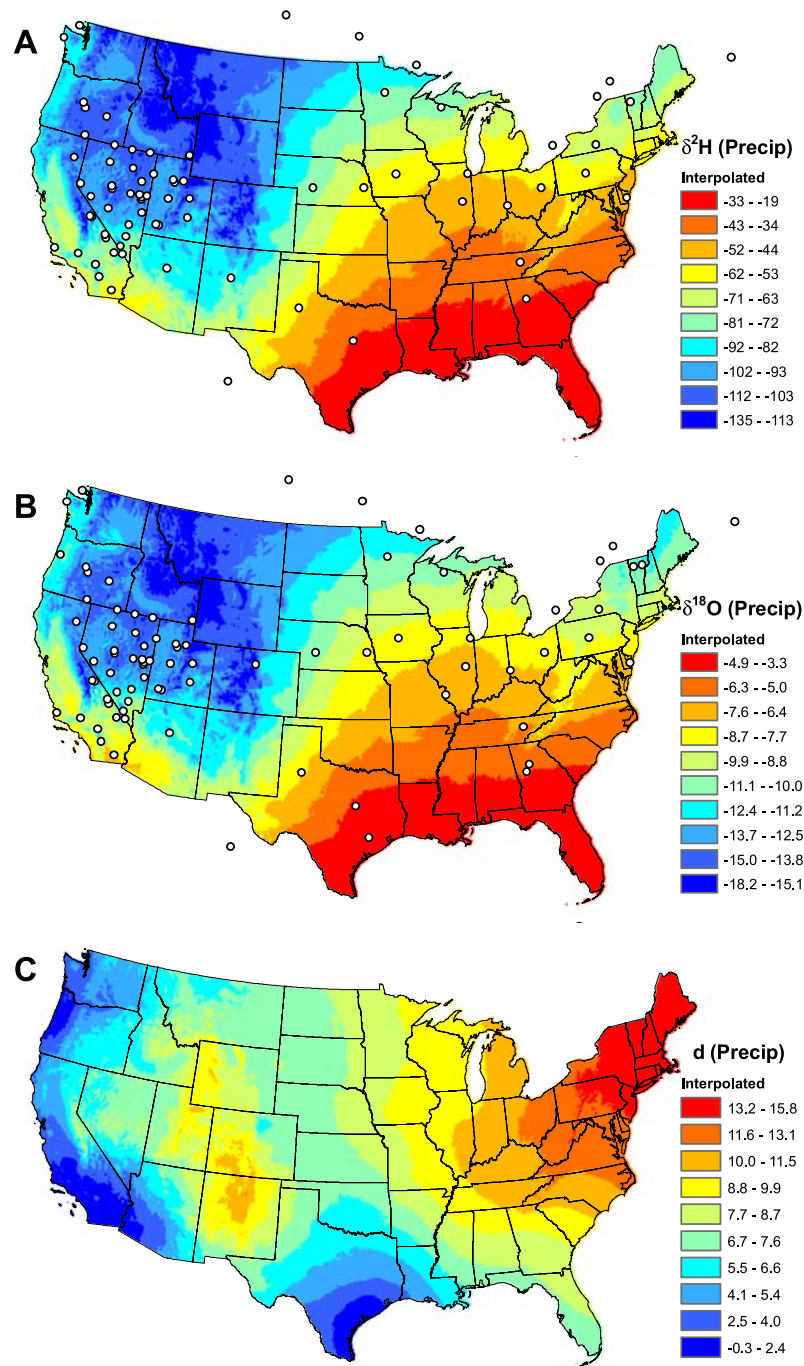 A
δ²H (Precip)
Interpolated
-33 - -19
-43 - -34
-52 - -44
-62 - -53
-71 - -63
-81 - -72
-92 - -82
-102 - -93
-112 - -103
-135 - -113
B
δ¹⁸O (Precip)
Interpolated
-4.9 - -3.3
-6.3 - -5.0
-7.6 - -6.4
-8.7 - -7.7
-9.9 - -8.8
-11.1 - -10.0
-12.4 - -11.2
-13.7 - -12.5
-15.0 - -13.8
-18.2 - -15.1
C
d (Precip)
Interpolated
13.2 - 15.8
11.6 - 13.1
10.0 - 11.5
8.8 - 9.9
7.7 - 8.7
6.7 - 7.6
5.5 - 6.6
4.1 - 5.4
2.5 - 4.0
-0.3 - 2.4